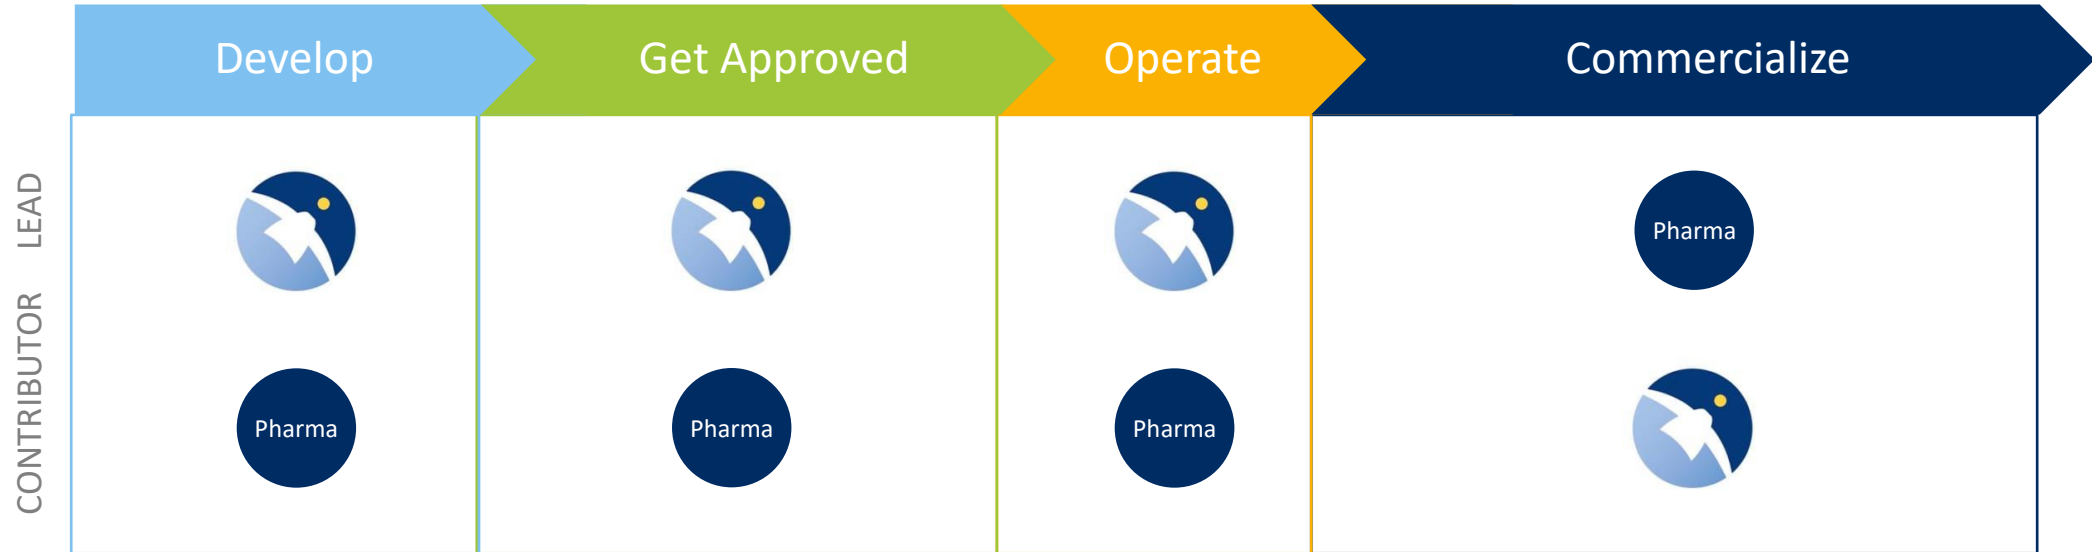 Develop
Get Approved
Operate
Commercialize
LEAD
Pharma
CONTRIBUTOR
Pharma
Pharma
Pharma